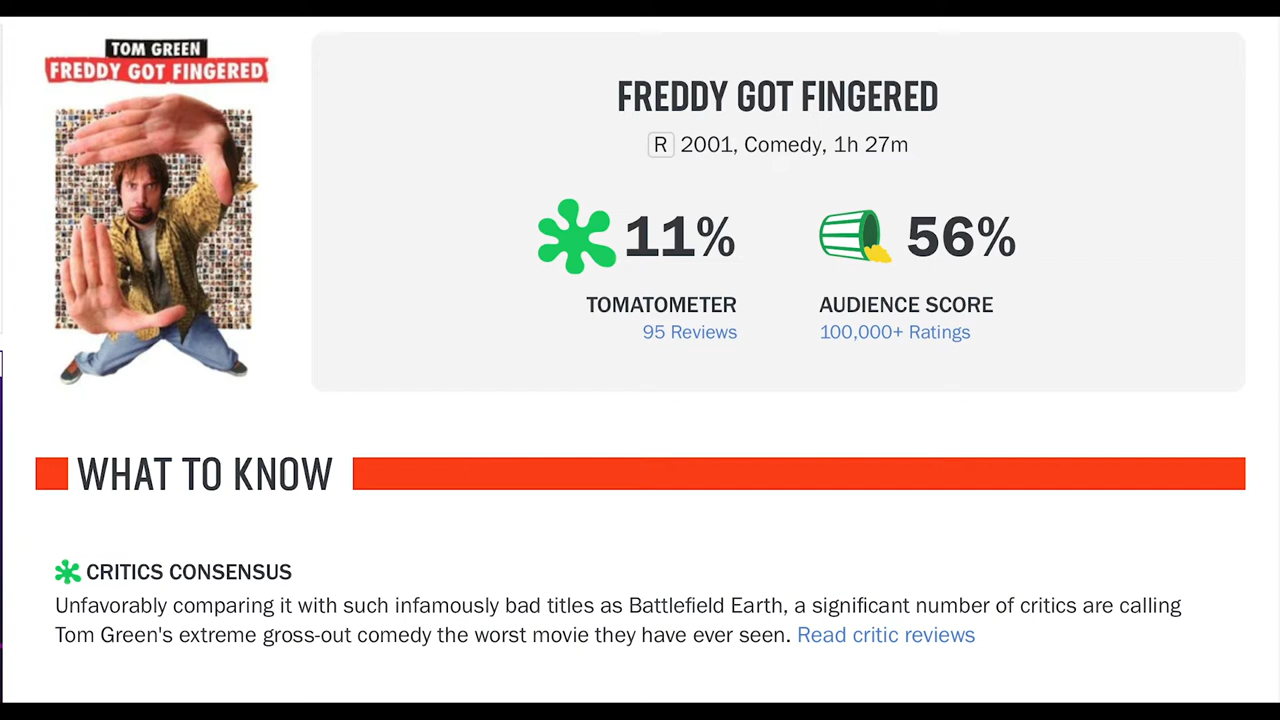 TOM GREEN
FREDDY GOT FINGERED
FREDDY GOT FINGERED
R 2001, Comedy, 1h 27m
11% 56%
TOMATOMETER AUDIENCE SCORE
95 Reviews 100,000+ Ratings
WHAT TO KNOW
CRITICS CONSENSUS
Unfavorably comparing it with such infamously bad titles as Battlefield Earth, a significant number of critics are calling
Tom Green's extreme gross-out comedy the worst movie they have ever seen. Read critic reviews